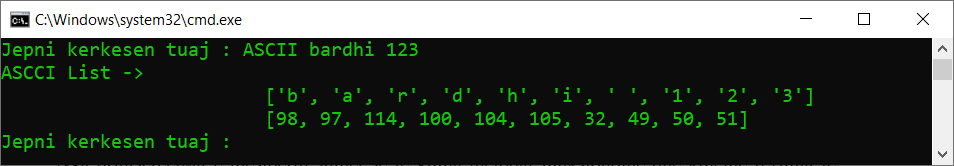 C:\Windows\system32\cmd.exe
Jepni kerkesen tuaj : ASCII bardhi 123
ASCCI List ->
['b', 'a', 'r', 'd', 'h', 'i', ' ', '1', '2', '3']
[98, 97, 114, 100, 104, 105, 32, 49, 50, 51]
Jepni kerkesen tuaj :